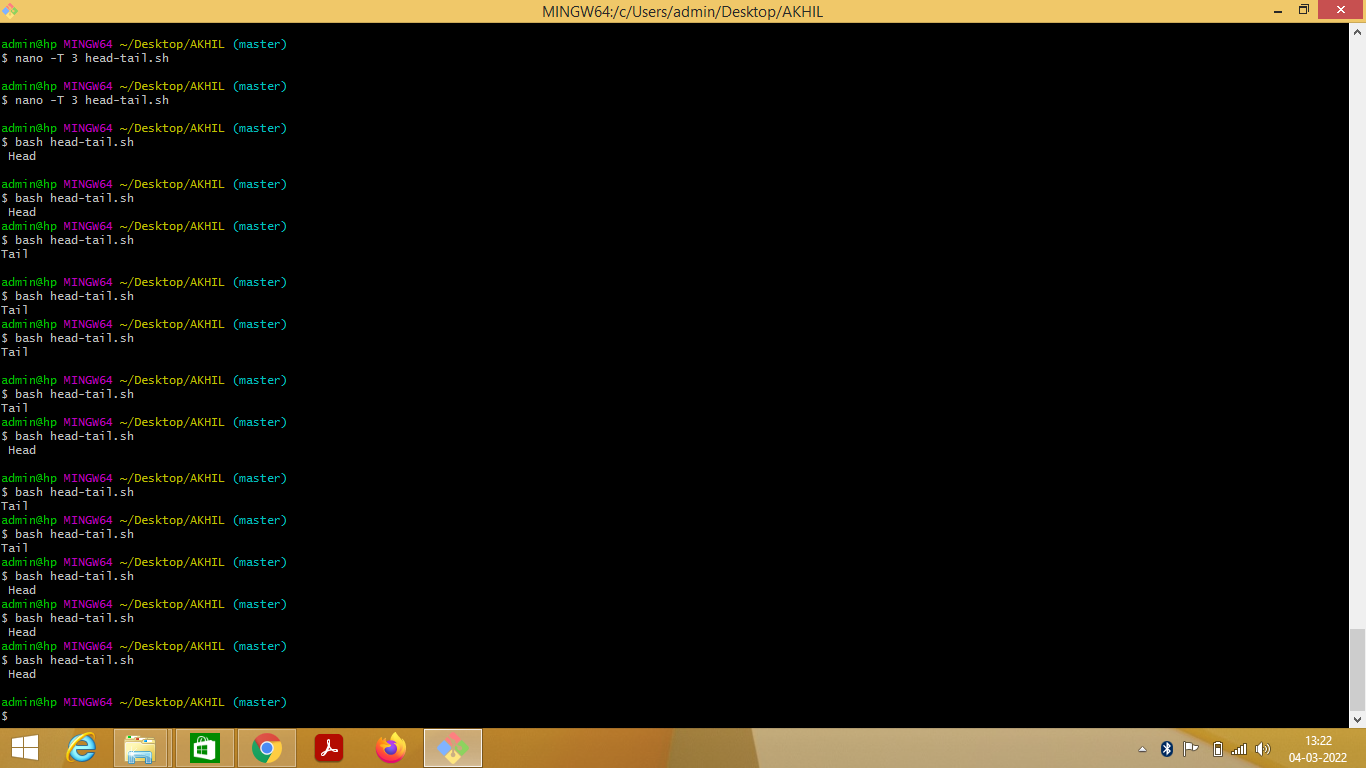 MINGW64:/c/Users/admin/Desktop/AKHIL
admin@hp MINGW64 ~/Desktop/AKHIL (master)
$ nano -T 3 head-tail.sh
admin@hp MINGW64 ~/Desktop/AKHIL (master)
$ nano -T 3 head-tail.sh
admin@hp MINGW64 ~/Desktop/AKHIL (master)
$ bash head-tail.sh
Head
admin@hp MINGW64 ~/Desktop/AKHIL (master)
$ bash head-tail.sh
Head
admin@hp MINGW64 ~/Desktop/AKHIL (master)
$ bash head-tail.sh
Tail
admin@hp MINGW64 ~/Desktop/AKHIL (master)
$ bash head-tail.sh
Tail
admin@hp MINGW64 ~/Desktop/AKHIL (master)
$ bash head-tail.sh
Tail
admin@hp MINGW64 ~/Desktop/AKHIL (master)
$ bash head-tail.sh
Tail
admin@hp MINGW64 ~/Desktop/AKHIL (master)
$ bash head-tail.sh
Head
admin@hp MINGW64 ~/Desktop/AKHIL (master)
$ bash head-tail.sh
Tail
admin@hp MINGW64 ~/Desktop/AKHIL (master)
$ bash head-tail.sh
Tail
admin@hp MINGW64 ~/Desktop/AKHIL (master)
$ bash head-tail.sh
Head
admin@hp MINGW64 ~/Desktop/AKHIL (master)
$ bash head-tail.sh
Head
admin@hp MINGW64 ~/Desktop/AKHIL (master)
$ bash head-tail.sh
Head
admin@hp MINGW64 ~/Desktop/AKHIL (master)
$
13:22
04-03-2022